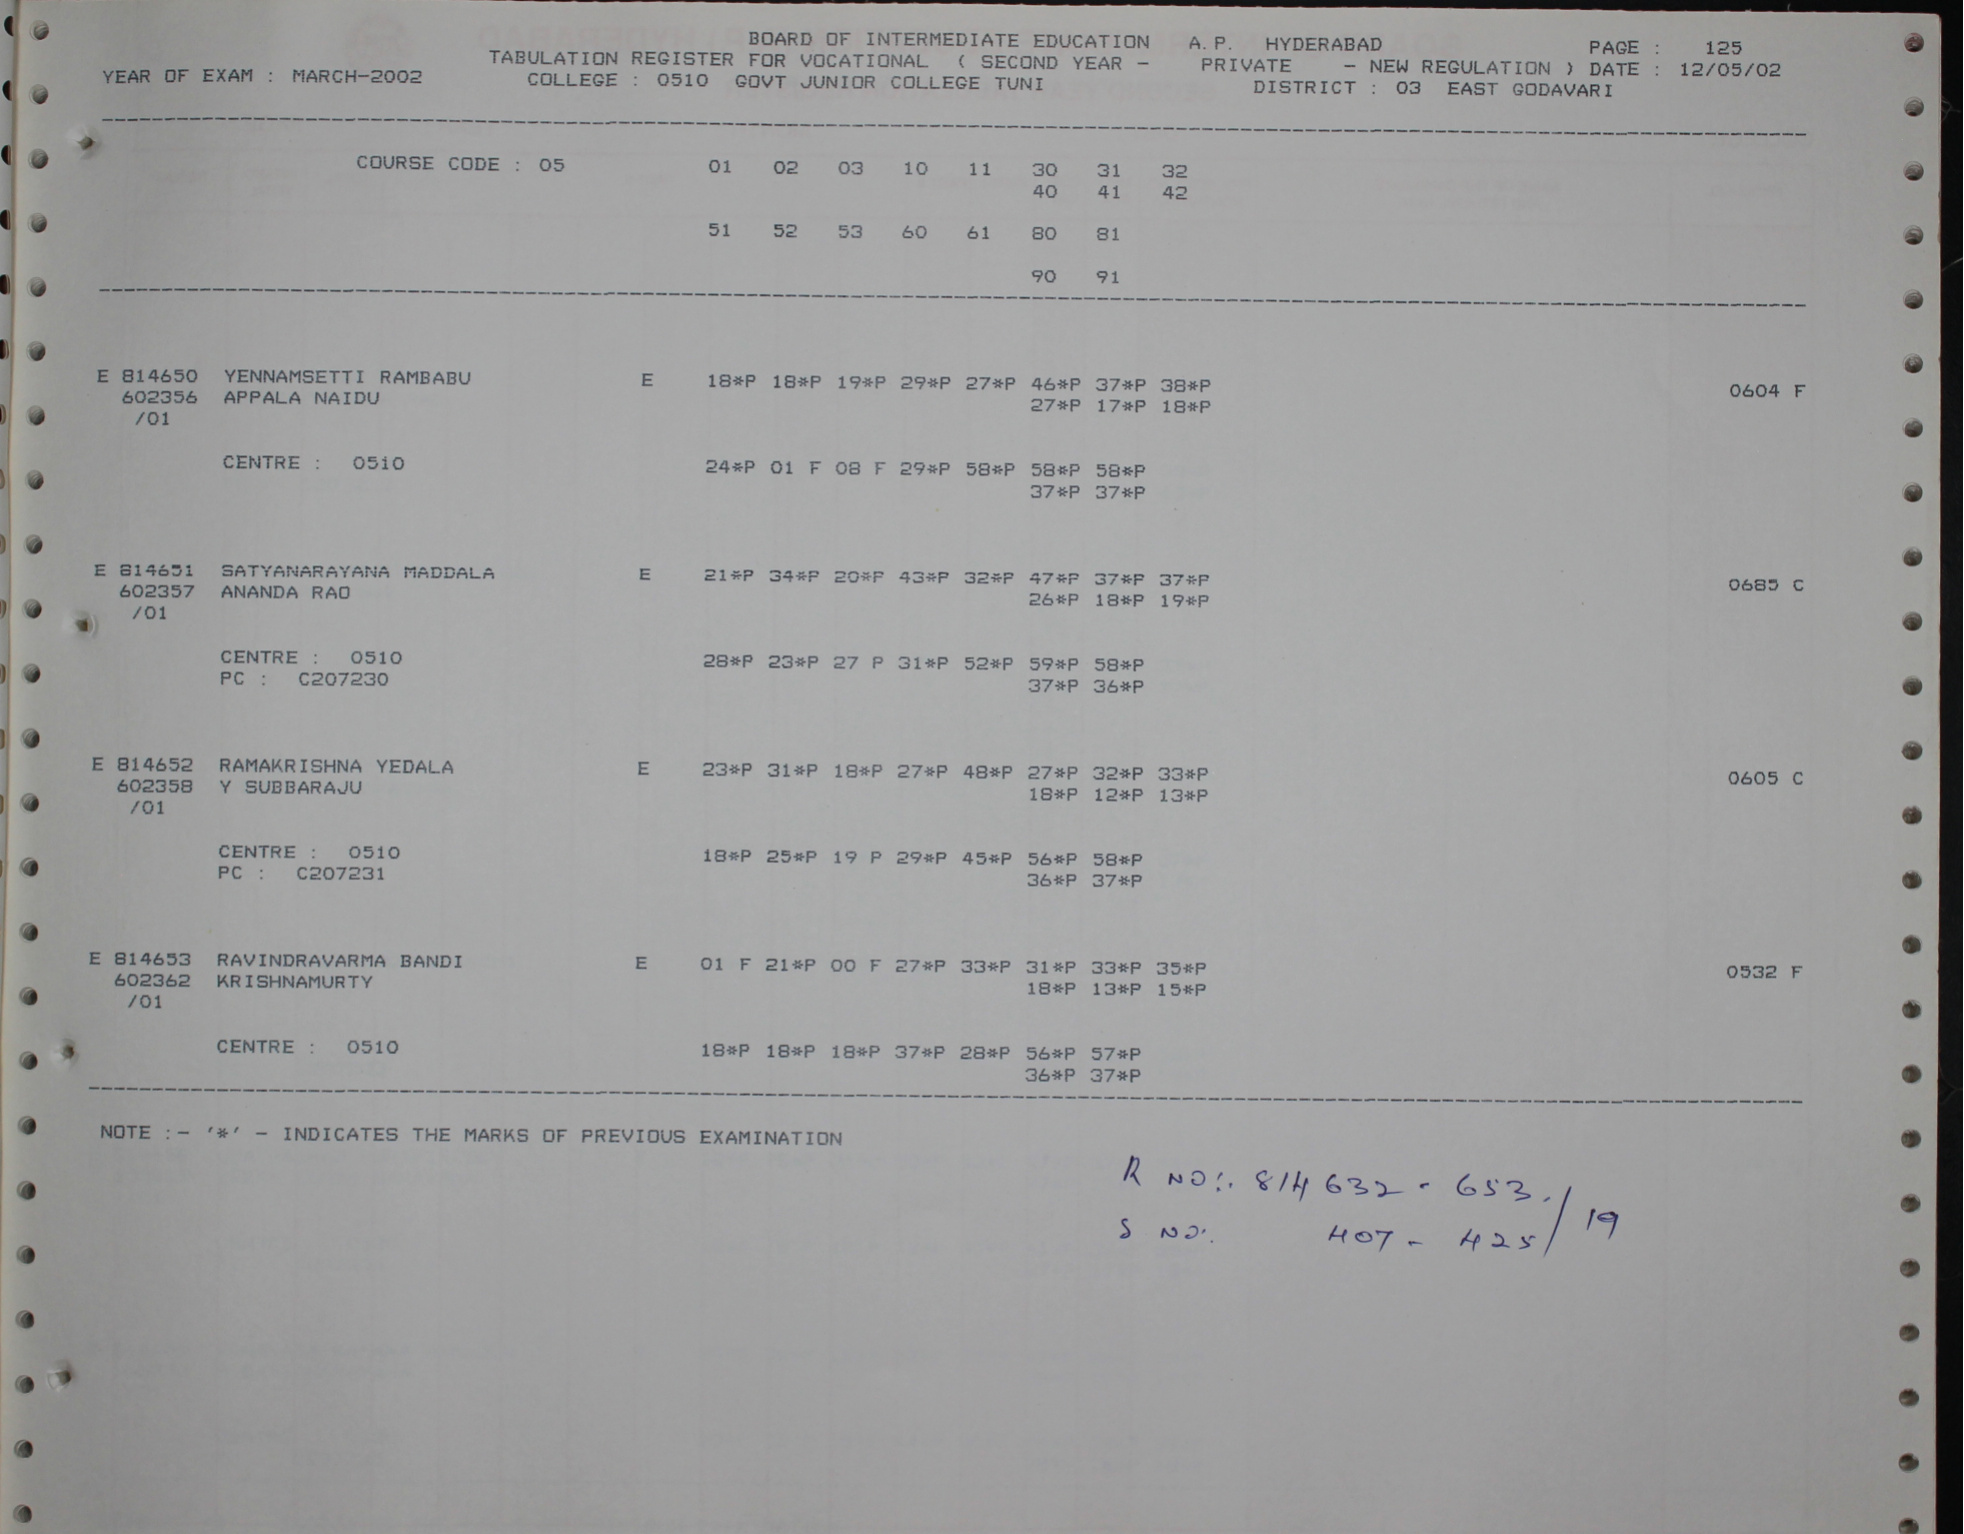 BOARD OF INTERMEDIATE EDUCATION A.P. HYDERABAD PAGE : 125
TABULATION REGISTER FOR VOCATIONAL ( SECOND YEAR - PRIVATE - NEW REGULATION ) DATE : 12/05/02
YEAR OF EXAM : MARCH-2002 COLLEGE : 0510 GOVT JUNIOR COLLEGE TUNI DISTRICT : 03 EAST GODAVARI
COURSE CODE : 05 01 02 03 10 11 30 31 32
40 41 42
51 52 53 60 61 80 81
90 91
E 814650 YENNAMSETTI RAMBABU E 18*P 18*P 19*P 29*P 27*P 46*P 37*P 38*P 0604 F
602356 APPALA NAIDU 27*P 17*P 18*P
/01
CENTRE : 0510 24*P 01 F 08 F 29*P 58*P 58*P 58*P
37*P 37*P
E 814651 SATYANARAYANA MADDALA E 21*P 34*P 20*P 43*P 32*P 47*P 37*P 37*P 0685 C
602357 ANANDA RAO 26*P 18*P 19*P
/01
CENTRE : 0510 28*P 23*P 27 P 31*P 52*P 59*P 58*P
PC : C207230 37*P 36*P
E 814652 RAMAKRISHNA YEDALA E 23*P 31*P 18*P 27*P 48*P 27*P 32*P 33*P 0605 C
602358 Y SUBBARAJU 18*P 12*P 13*P
/01
CENTRE : 0510 18*P 25*P 19 P 29*P 45*P 56*P 58*P
PC : C207231 36*P 37*P
E 814653 RAVINDRAVARMA BANDI E 01 F 21*P 00 F 27*P 33*P 31*P 33*P 35*P 0532 F
602362 KRISHNAMURTY 18*P 13*P 15*P
/01
CENTRE : 0510 18*P 18*P 18*P 37*P 28*P 56*P 57*P
36*P 37*P
NOTE :- '*' - INDICATES THE MARKS OF PREVIOUS EXAMINATION
R NO:. 814632 - 653./
S NO:. 407 - 425/ 19